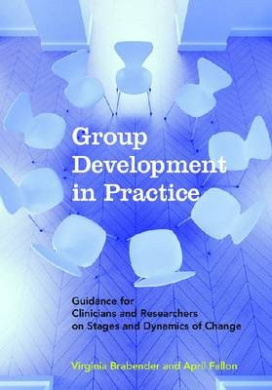 Group
Development
in Practice
Guidance for
Clinicians and Researchers
on Stages and Dynamics of Change
Virginia Brabender and April Fallon